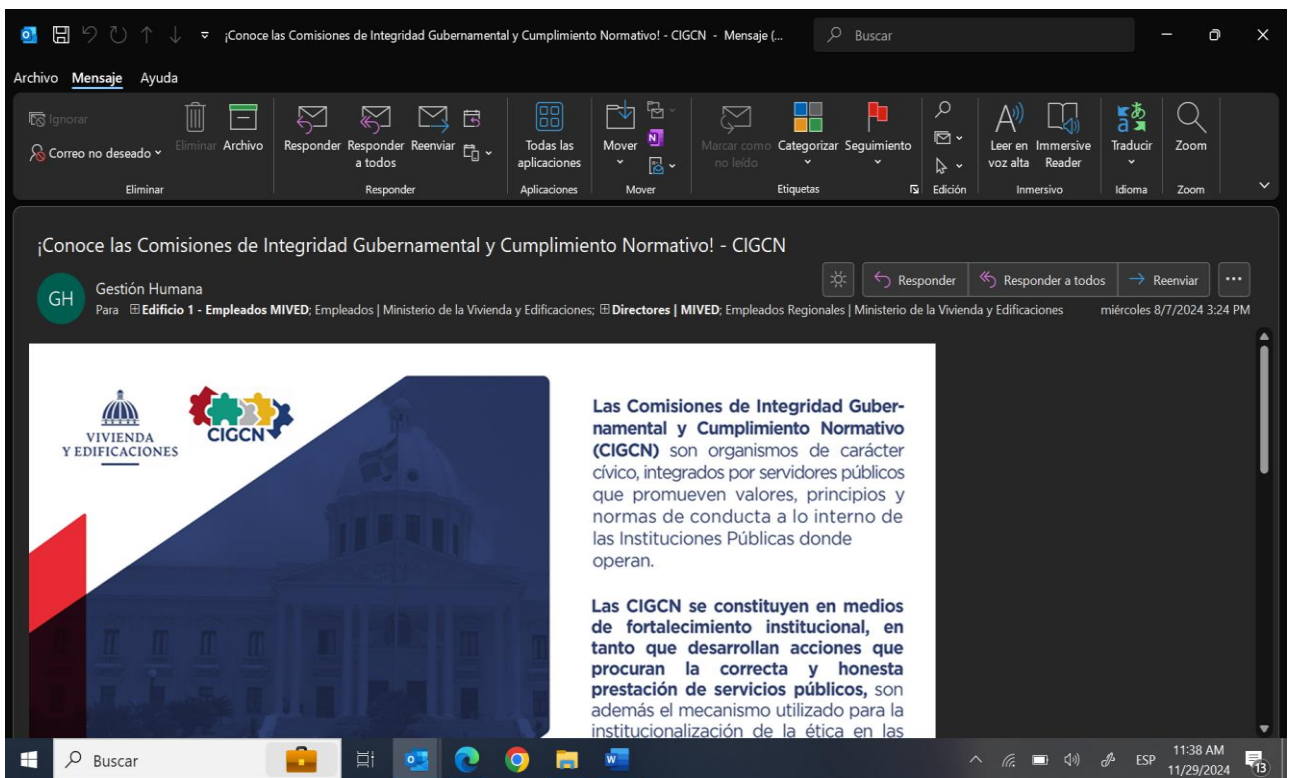 ¡Conoce las Comisiones de Integridad Gubernamental y Cumplimiento Normativo! - CIGCN - Mensaje (...
Buscar
Archivo Mensaje Ayuda
Ignorar
Correo no deseado
Eliminar
Archivo
Eliminar
Responder
Responder a todos
Reenviar
Responder
Todas las aplicaciones
Aplicaciones
Mover
Mover
Marcar como no leído
Categorizar
Seguimiento
Etiquetas
Edición
Leer en voz alta
Immersive Reader
Inmersivo
Traducir
Idioma
Zoom
Zoom
¡Conoce las Comisiones de Integridad Gubernamental y Cumplimiento Normativo! - CIGCN
GH
Gestión Humana
Responder
Responder a todos
Reenviar
Para Edificio 1 - Empleados MIVED; Empleados | Ministerio de la Vivienda y Edificaciones; Directores | MIVED; Empleados Regionales | Ministerio de la Vivienda y Edificaciones
miércoles 8/7/2024 3:24 PM
VIVIENDA
Y EDIFICACIONES
CIGCN
Las Comisiones de Integridad Guber-
namental y Cumplimiento Normativo
(CIGCN) son organismos de carácter
cívico, integrados por servidores públicos
que promueven valores, principios y
normas de conducta a lo interno de
las Instituciones Públicas donde
operan.
Las CIGCN se constituyen en medios
de fortalecimiento institucional, en
tanto que desarrollan acciones que
procuran la correcta y honesta
prestación de servicios públicos, son
además el mecanismo utilizado para la
institucionalización de la ética en las
Buscar
ESP
11:38 AM
11/29/2024
13